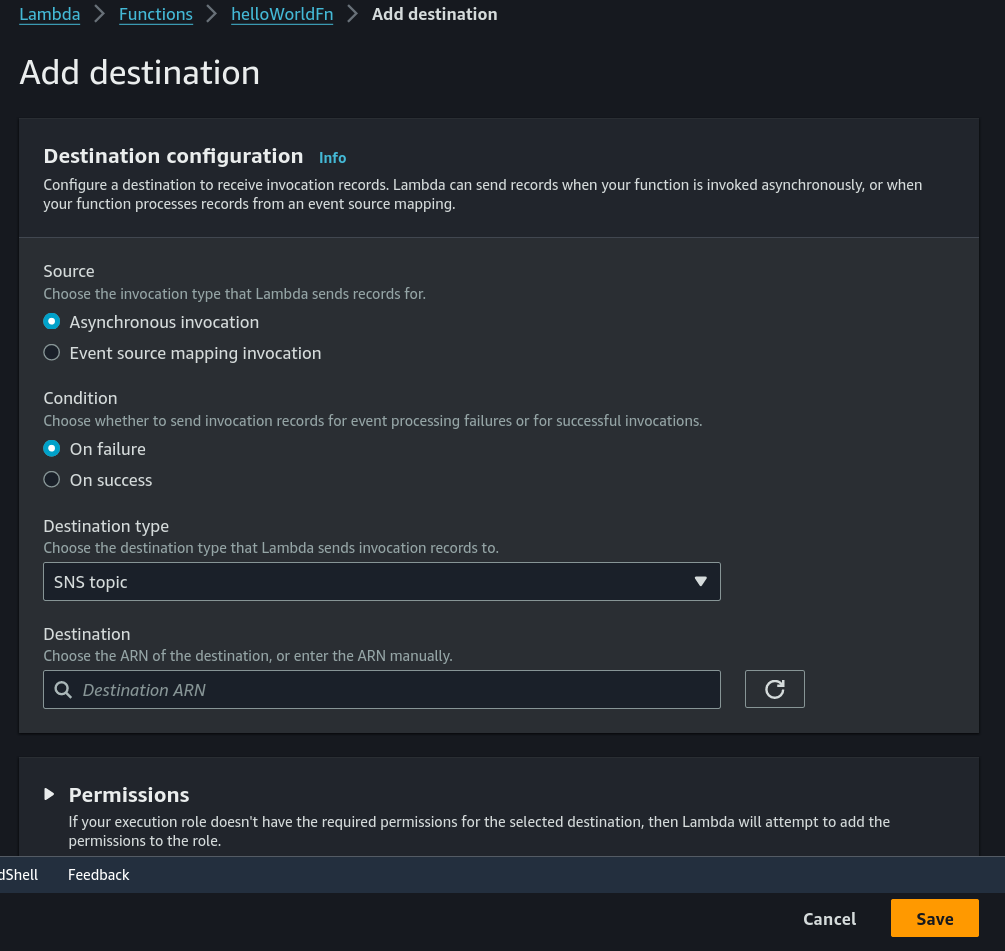 Lambda Functions helloWorldFn Add destination
Add destination
Destination configuration Info
Configure a destination to receive invocation records. Lambda can send records when your function is invoked asynchronously, or when
your function processes records from an event source mapping.
Source
Choose the invocation type that Lambda sends records for.
Asynchronous invocation
Event source mapping invocation
Condition
Choose whether to send invocation records for event processing failures or for successful invocations.
On failure
On success
Destination type
Choose the destination type that Lambda sends invocation records to.
SNS topic
Destination
Choose the ARN of the destination, or enter the ARN manually.
Destination ARN
Permissions
If your execution role doesn't have the required permissions for the selected destination, then Lambda will attempt to add the
permissions to the role.
dShell Feedback
Cancel Save